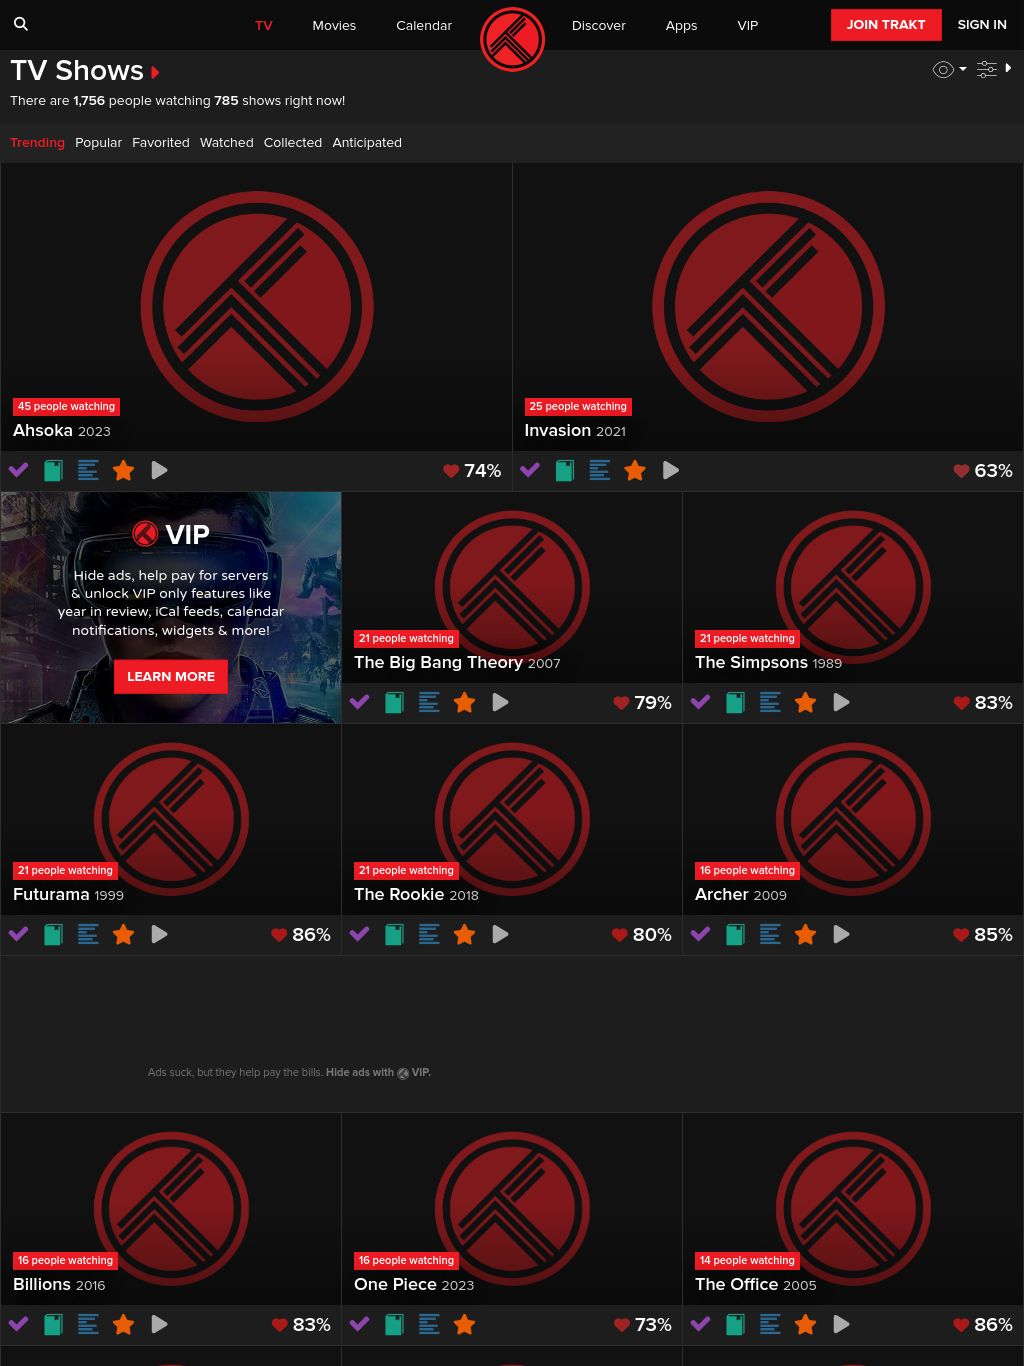 TV
Movies
Calendar
Discover
Apps
VIP
JOIN TRAKT
SIGN IN
TV Shows
There are 1,756 people watching 785 shows right now!
Trending
Popular
Favorited
Watched
Collected
Anticipated
45 people watching
Ahsoka 2023
74%
25 people watching
Invasion 2021
63%
VIP
Hide ads, help pay for servers
& unlock VIP only features like
year in review, iCal feeds, calendar
notifications, widgets & more!
LEARN MORE
21 people watching
The Big Bang Theory 2007
79%
21 people watching
The Simpsons 1989
83%
21 people watching
Futurama 1999
86%
21 people watching
The Rookie 2018
80%
16 people watching
Archer 2009
85%
Ads suck, but they help pay the bills. Hide ads with VIP.
16 people watching
Billions 2016
83%
16 people watching
One Piece 2023
73%
14 people watching
The Office 2005
86%